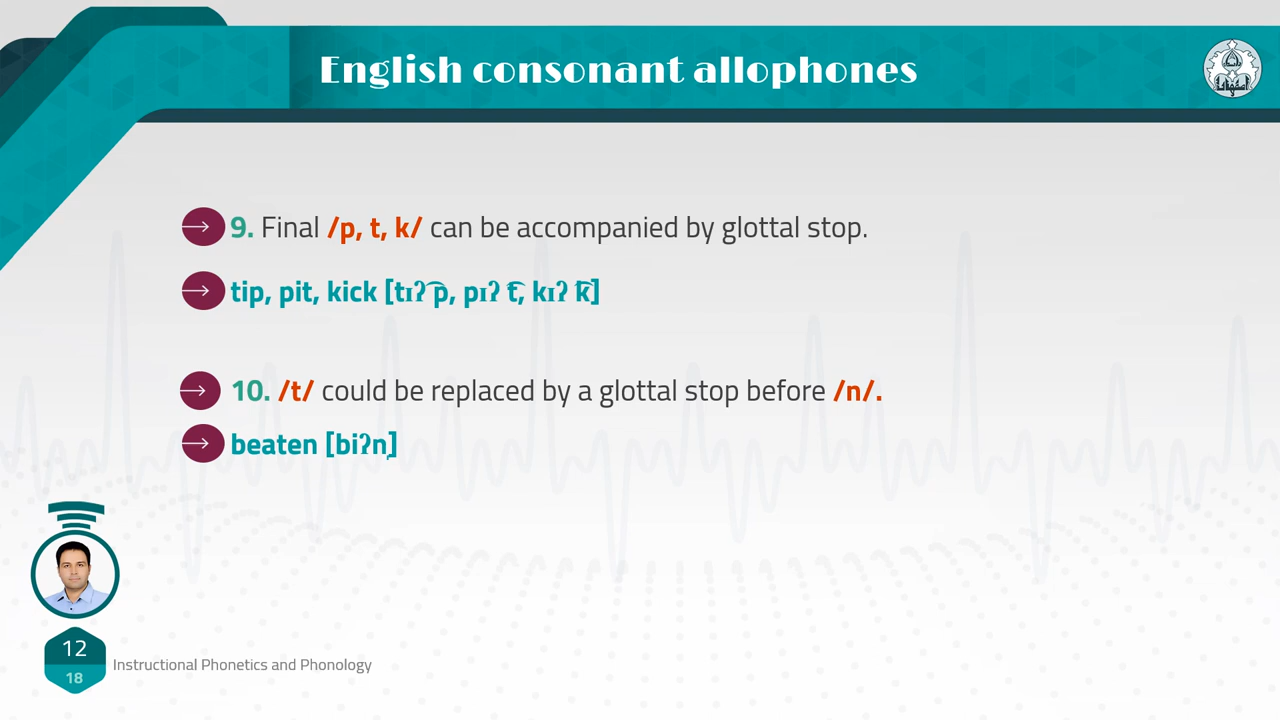 English consonant allophones
9. Final /p, t, k/ can be accompanied by glottal stop.
tip, pit, kick [tɪʔ͡p, pɪʔ t͡, kɪʔ k͡]
10. /t/ could be replaced by a glottal stop before /n/.
beaten [biʔn̩]
12
18
Instructional Phonetics and Phonology